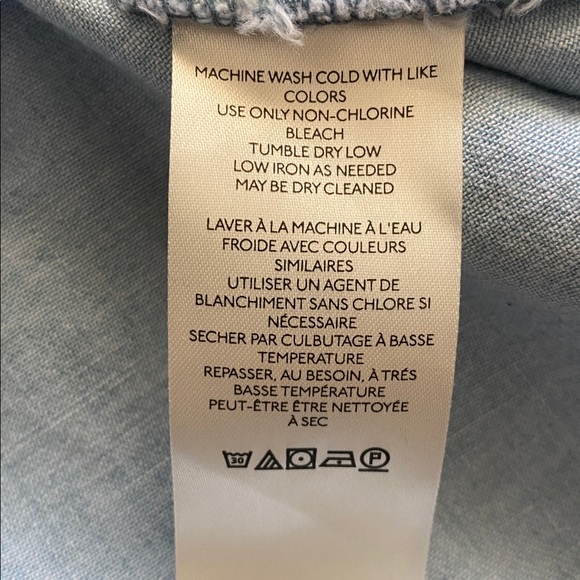 MACHINE WASH COLD WITH LIKE
COLORS
USE ONLY NON-CHLORINE
BLEACH
TUMBLE DRY LOW
LOW IRON AS NEEDED
MAY BE DRY CLEANED
LAVER À LA MACHINE À L'EAU
FROIDE AVEC COULEURS
SIMILAIRES
UTILISER UN AGENT DE
BLANCHIMENT SANS CHLORE SI
NÉCESSAIRE
SECHER PAR CULBUTAGE À BASSE
TEMPERATURE
REPASSER, AU BESOIN, À TRÉS
BASSE TEMPÉRATURE
PEUT-ÊTRE ÊTRE NETTOYÉE
À SEC
30 P